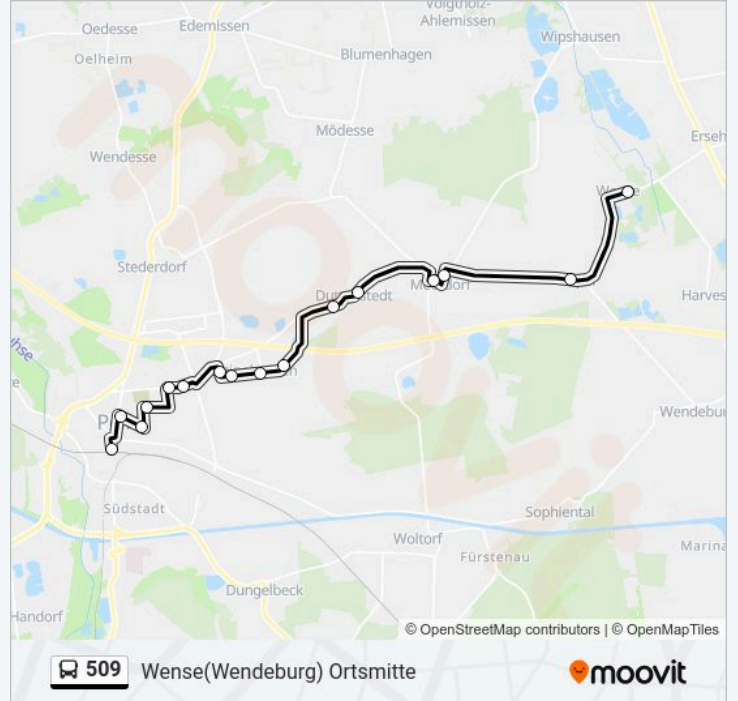 Voigtholz-
Ahlemissen
Oedesse
Edemissen
Wipshausen
Oelheim
Blumenhagen
Mödesse
Erseh
Wendesse
Stederdorf
Harves
Wendebur
Südstadt
Sophiental
Woltorf
Marina
Fürstenau
Dungelbeck
Handorf
© OpenStreetMap contributors | © OpenMapTiles
509 Wense(Wendeburg) Ortsmitte
moovit